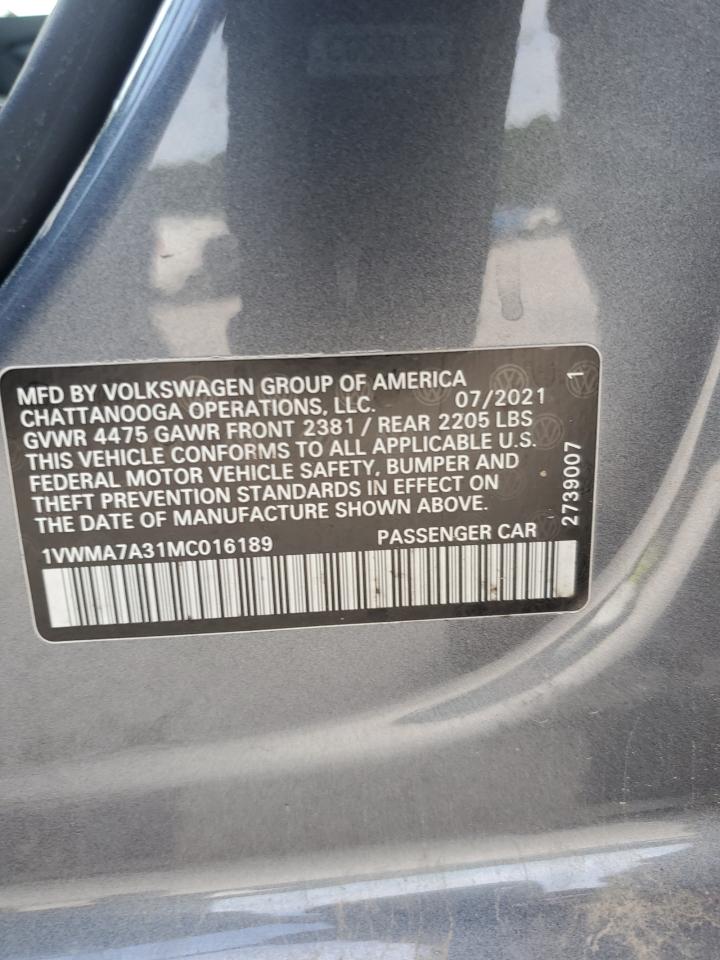 MFD BY VOLKSWAGEN GROUP OF AMERICA
CHATTANOOGA OPERATIONS, LLC. 07/2021
GVWR 4475 GAWR FRONT 2381 / REAR 2205 LBS
THIS VEHICLE CONFORMS TO ALL APPLICABLE U.S.
FEDERAL MOTOR VEHICLE SAFETY, BUMPER AND
THEFT PREVENTION STANDARDS IN EFFECT ON
THE DATE OF MANUFACTURE SHOWN ABOVE.
1VWMA7A31MC016189 PASSENGER CAR
2739007 1